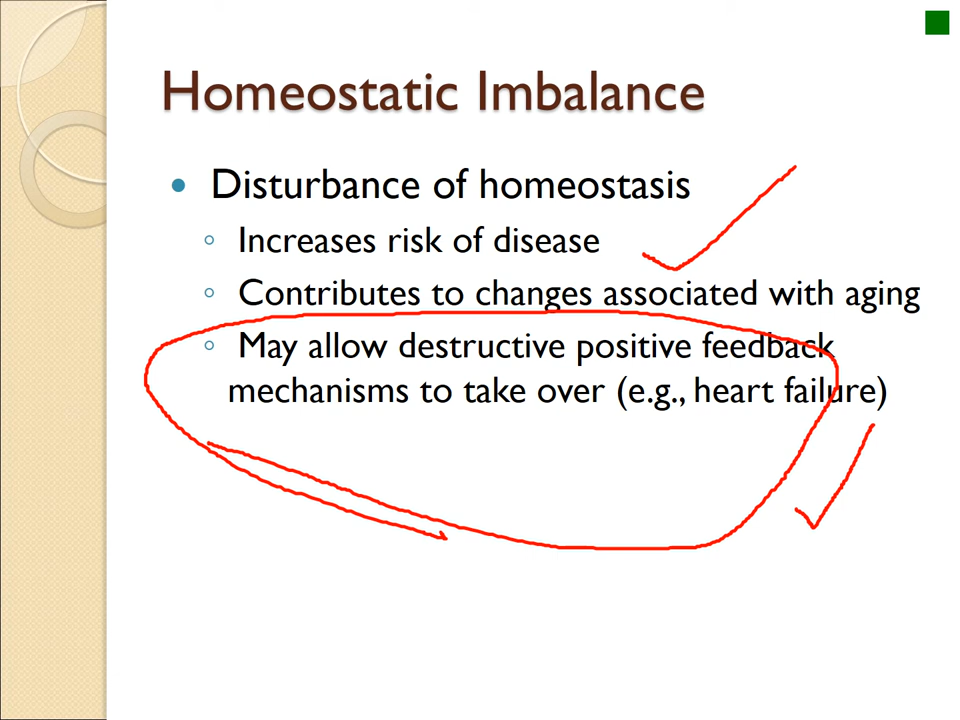 Homeostatic Imbalance
• Disturbance of homeostasis
◦ Increases risk of disease
◦ Contributes to changes associated with aging
◦ May allow destructive positive feedback
mechanisms to take over (e.g., heart failure)